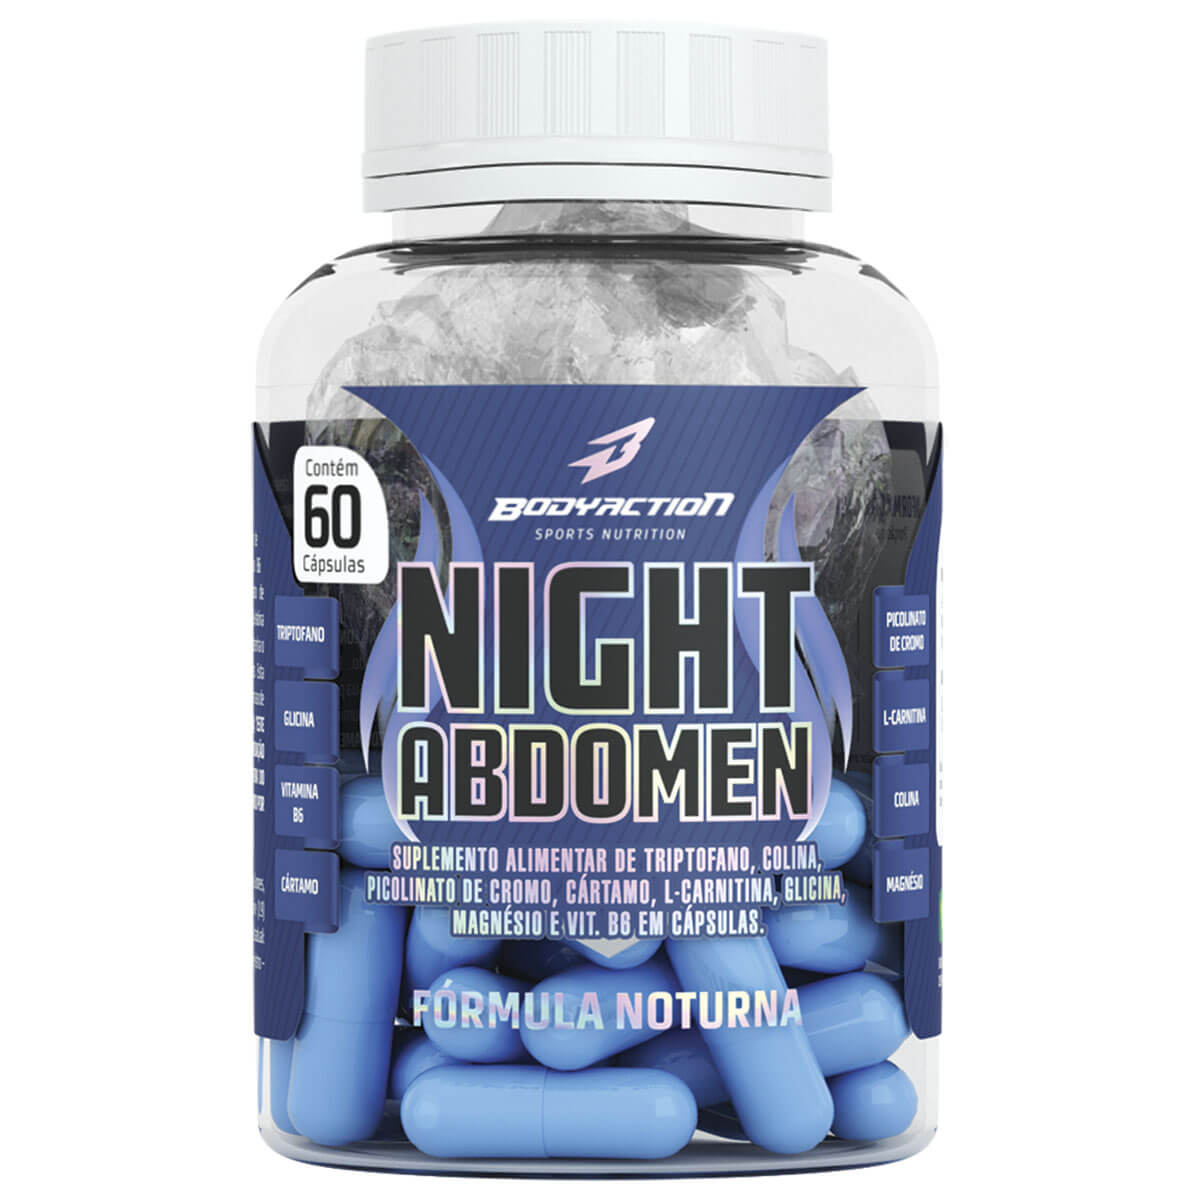 Contém
60
Cápsulas
BODYACTION
SPORTS NUTRITION
NIGHT
ABDOMEN
TRIPTOFANO
GLICINA
VITAMINA
B6
CÁRTAMO
PICOLINATO
DE CROMO
L-CARNITINA
COLINA
MAGNÉSIO
SUPLEMENTO ALIMENTAR DE TRIPTOFANO, COLINA,
PICOLINATO DE CROMO, CÁRTAMO, L-CARNITINA, GLICINA,
MAGNÉSIO E VIT. B6 EM CÁPSULAS.
FÓRMULA NOTURNA